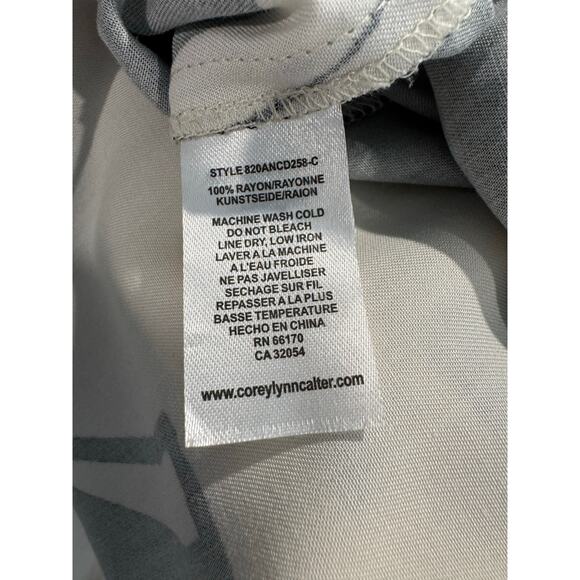 STYLE 820ANCD258-C
100% RAYON/RAYONNE
KUNSTSEIDE/RAION
MACHINE WASH COLD
DO NOT BLEACH
LINE DRY, LOW IRON
LAVER A LA MACHINE
A L'EAU FROIDE
NE PAS JAVELLISER
SECHAGE SUR FIL
REPASSER A LA PLUS
BASSE TEMPERATURE
HECHO EN CHINA
RN 66170
CA 32054
www.coreylynncalter.com